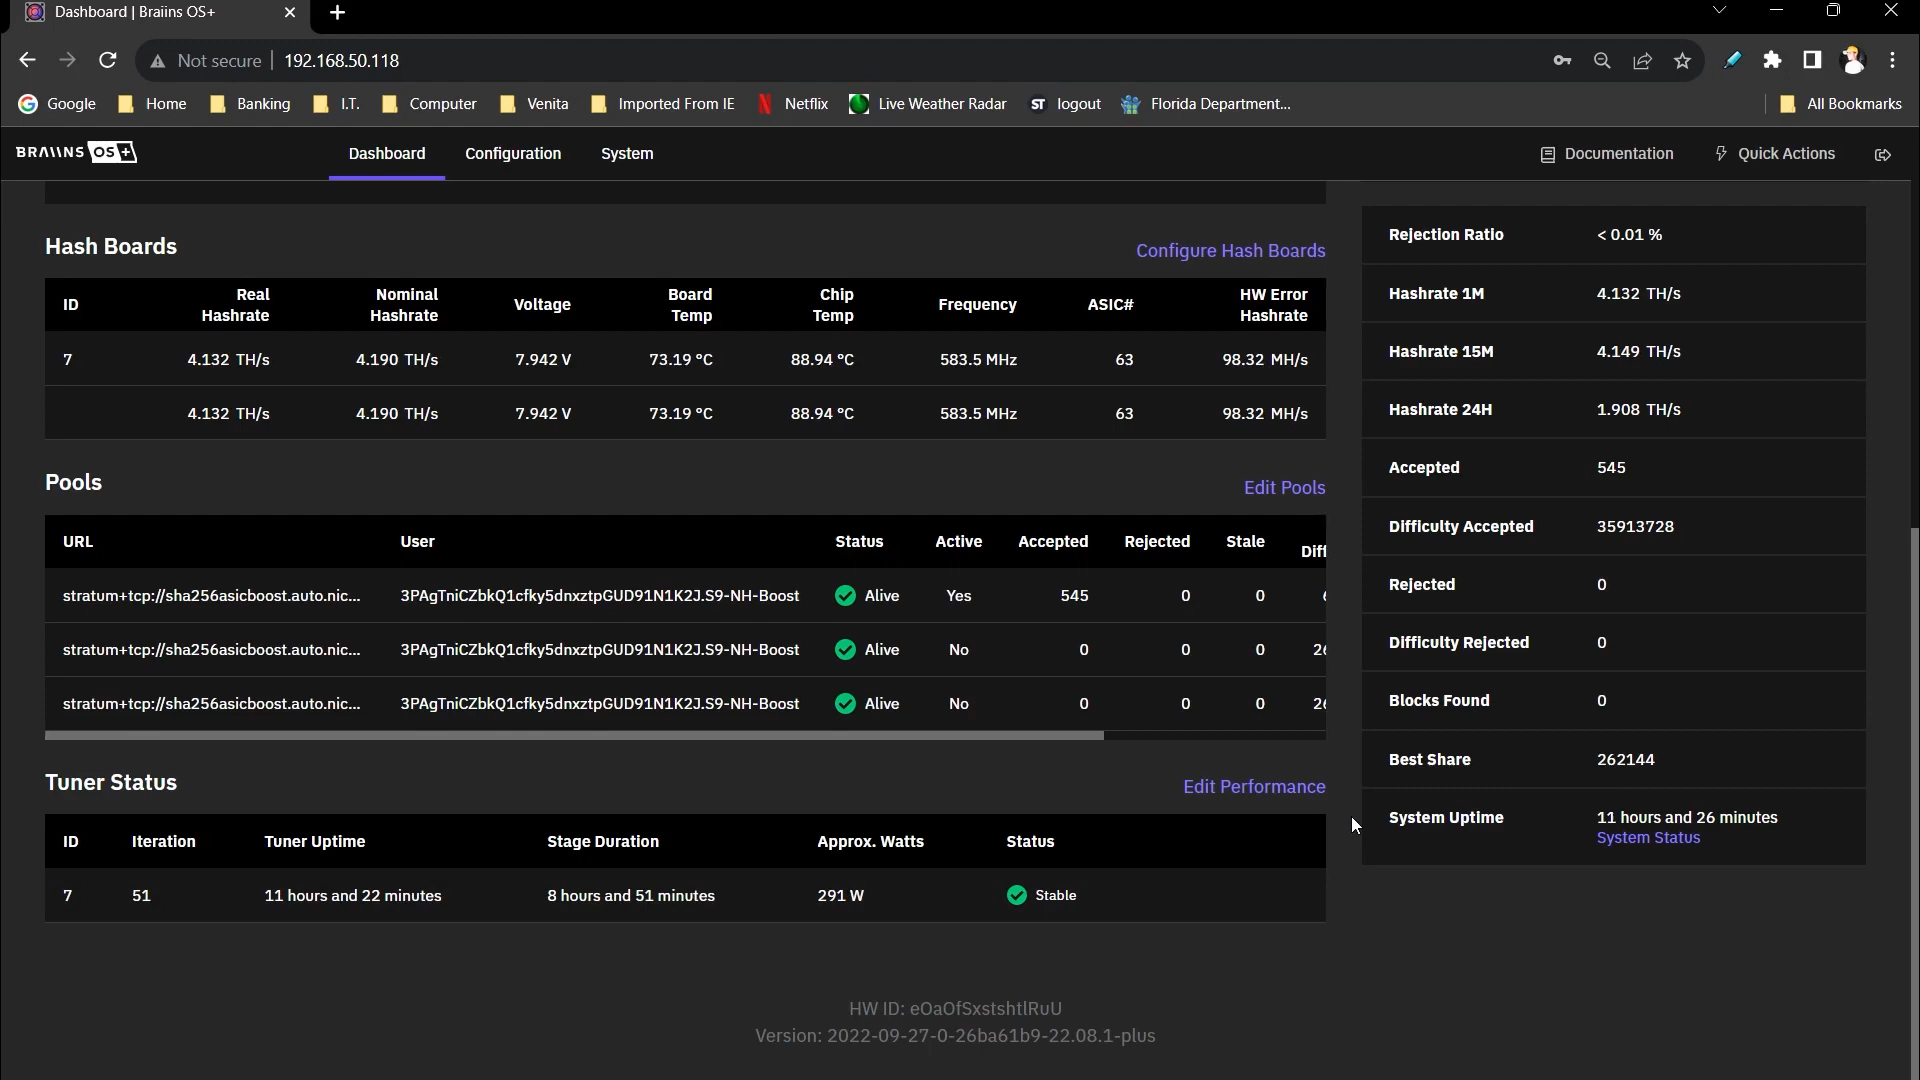 Dashboard | Braiins OS+
Not secure 192.168.50.118
Google Home Banking I.T. Computer Venita Imported From IE Netflix Live Weather Radar ST logout Florida Department... All Bookmarks
BRAIINS OS+ Dashboard Configuration System Documentation Quick Actions
Hash Boards
Configure Hash Boards
ID Real Hashrate Nominal Hashrate Voltage Board Temp Chip Temp Frequency ASIC# HW Error Hashrate
7 4.132 TH/s 4.190 TH/s 7.942 V 73.19 °C 88.94 °C 583.5 MHz 63 98.32 MH/s
4.132 TH/s 4.190 TH/s 7.942 V 73.19 °C 88.94 °C 583.5 MHz 63 98.32 MH/s
Pools
Edit Pools
URL User Status Active Accepted Rejected Stale
stratum+tcp://sha256asicboost.auto.nic... 3PAgTniCZbkQ1cfky5dnxztpGUD91N1K2J.S9-NH-Boost Alive Yes 545 0 0
stratum+tcp://sha256asicboost.auto.nic... 3PAgTniCZbkQ1cfky5dnxztpGUD91N1K2J.S9-NH-Boost Alive No 0 0 0
stratum+tcp://sha256asicboost.auto.nic... 3PAgTniCZbkQ1cfky5dnxztpGUD91N1K2J.S9-NH-Boost Alive No 0 0 0
Tuner Status
Edit Performance
ID Iteration Tuner Uptime Stage Duration Approx. Watts Status
7 51 11 hours and 22 minutes 8 hours and 51 minutes 291 W Stable
Rejection Ratio < 0.01 %
Hashrate 1M 4.132 TH/s
Hashrate 15M 4.149 TH/s
Hashrate 24H 1.908 TH/s
Accepted 545
Difficulty Accepted 35913728
Rejected 0
Difficulty Rejected 0
Blocks Found 0
Best Share 262144
System Uptime 11 hours and 26 minutes
System Status
HW ID: eOaOfSxstshtlRuU
Version: 2022-09-27-0-26ba61b9-22.08.1-plus